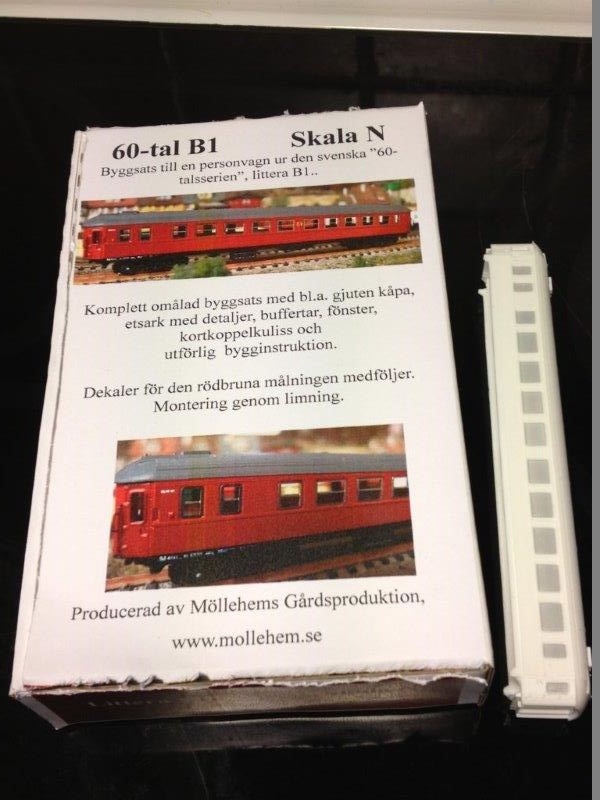 60-tal B1 Skala N
Byggsats till en personvagn ur den svenska ”60-
talsserien”, littera B1..
Komplett omålad byggsats med bl.a. gjuten kåpa,
etsark med detaljer, buffertar, fönster,
kortkoppelkuliss och
utförlig bygginstruktion.
Dekaler för den rödbruna målningen medföljer.
Montering genom limning.
Producerad av Möllehems Gårdsproduktion,
www.mollehem.se